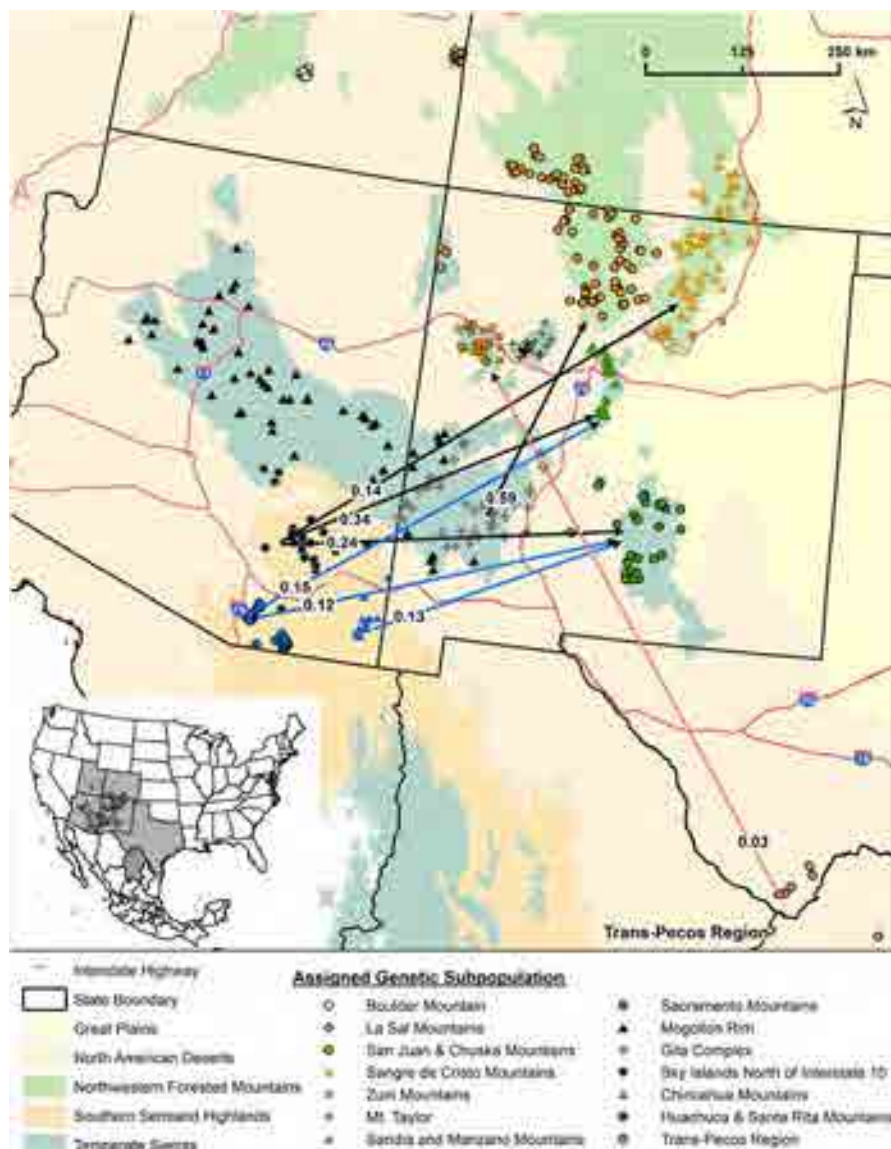 0 125 250 km
N
0.14
0.59
0.34
0.24
0.15
0.12
0.13
0.03
Trans-Pecos Region
Interstate Highway
State Boundary
Great Plains
North American Deserts
Northwestern Forested Mountains
Southern Semiarid Highlands
Temperate Sierras
Assigned Genetic Subpopulation
Boulder Mountain
La Sal Mountains
San Juan & Chuska Mountains
Sangre de Cristo Mountains
Zuni Mountains
Mt. Taylor
Sandia and Manzano Mountains
Sacramento Mountains
Mogollon Rim
Gila Complex
Sky Islands North of Interstate 10
Chiricahua Mountains
Huachuca & Santa Rita Mountains
Trans-Pecos Region